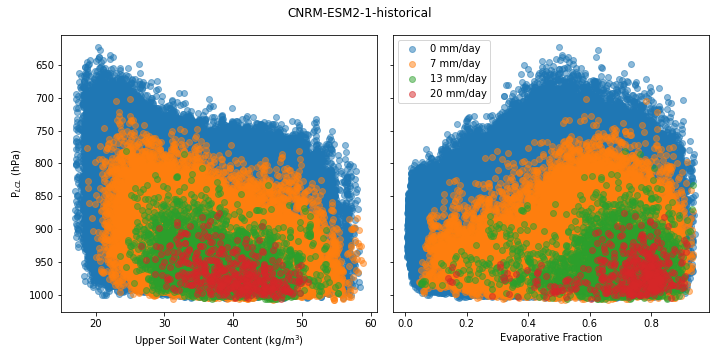 CNRM-ESM2-1-historical
P_LCL (hPa)
650
700
750
800
850
900
950
1000
20
30
40
50
60
Upper Soil Water Content (kg/m³)
0 mm/day
7 mm/day
13 mm/day
20 mm/day
0.0
0.2
0.4
0.6
0.8
Evaporative Fraction